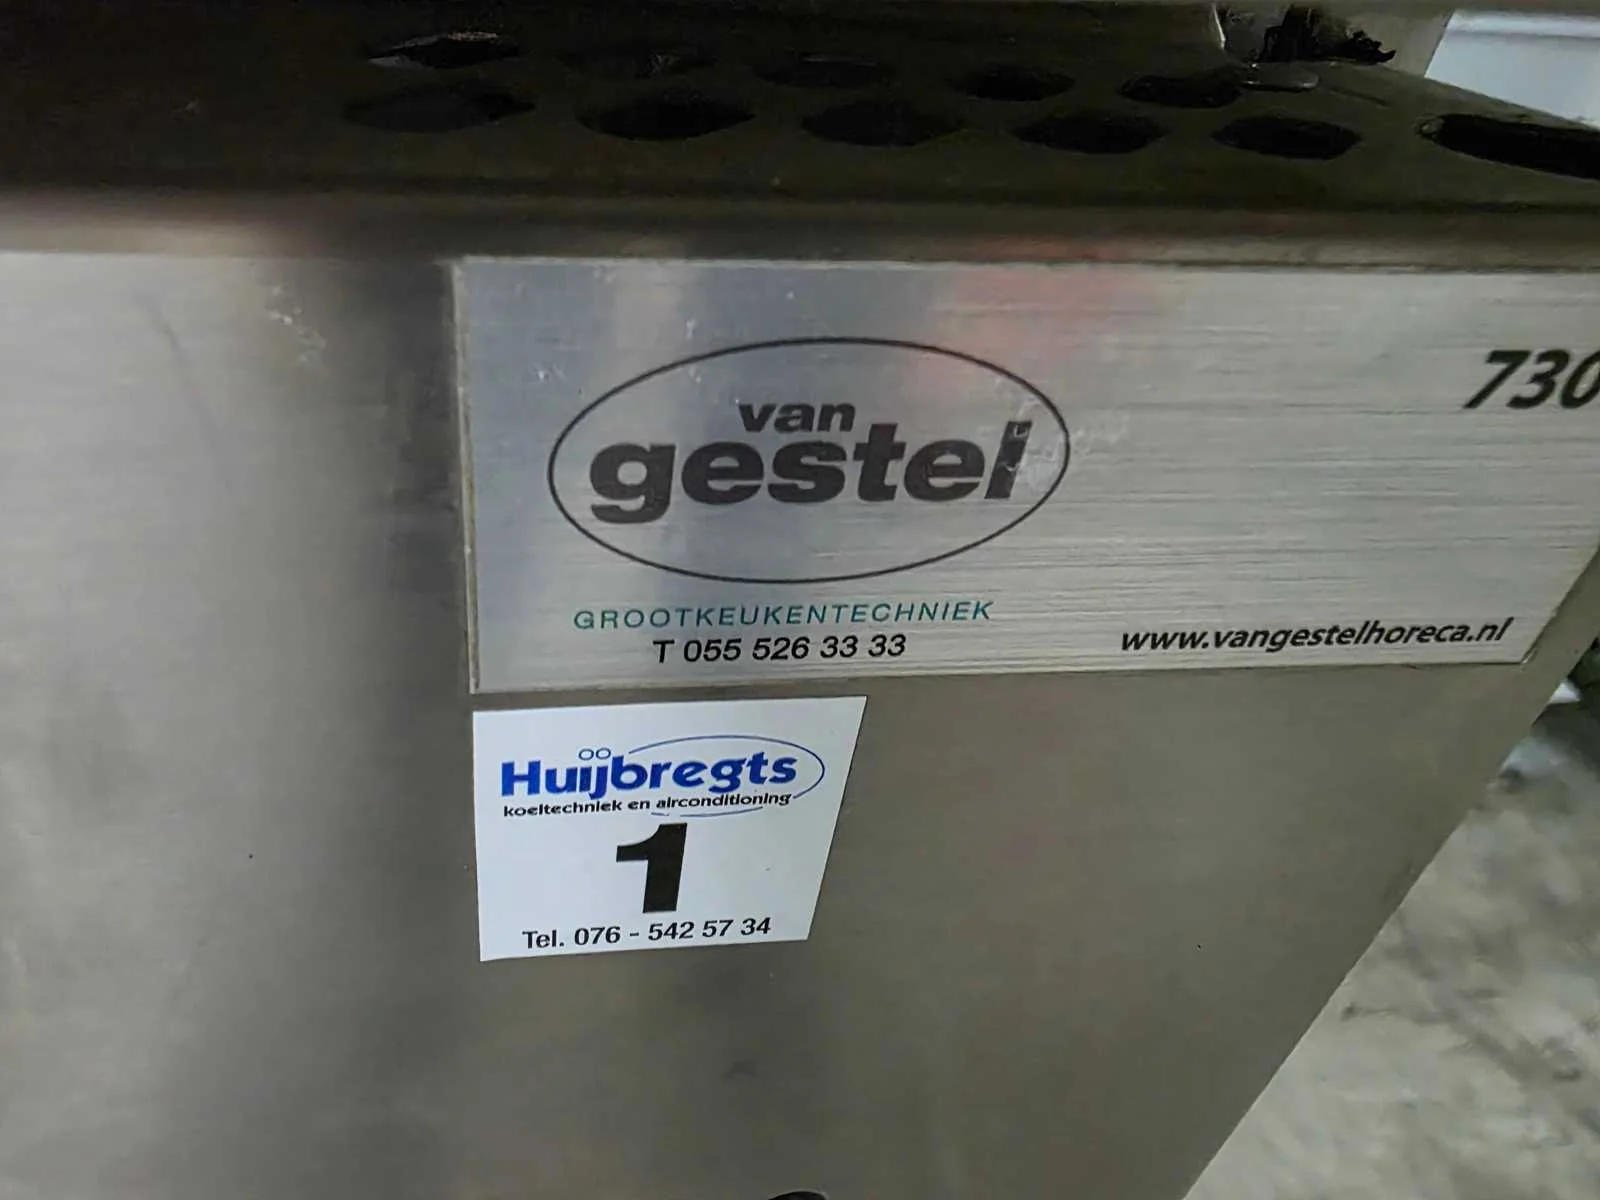 730
van
gestel
GROOTKEUKENTECHNIEK
T 055 526 33 33
www.vangestelhoreca.nl
Huijbregts
koeltechniek en airconditioning
1
Tel. 076 - 542 57 34